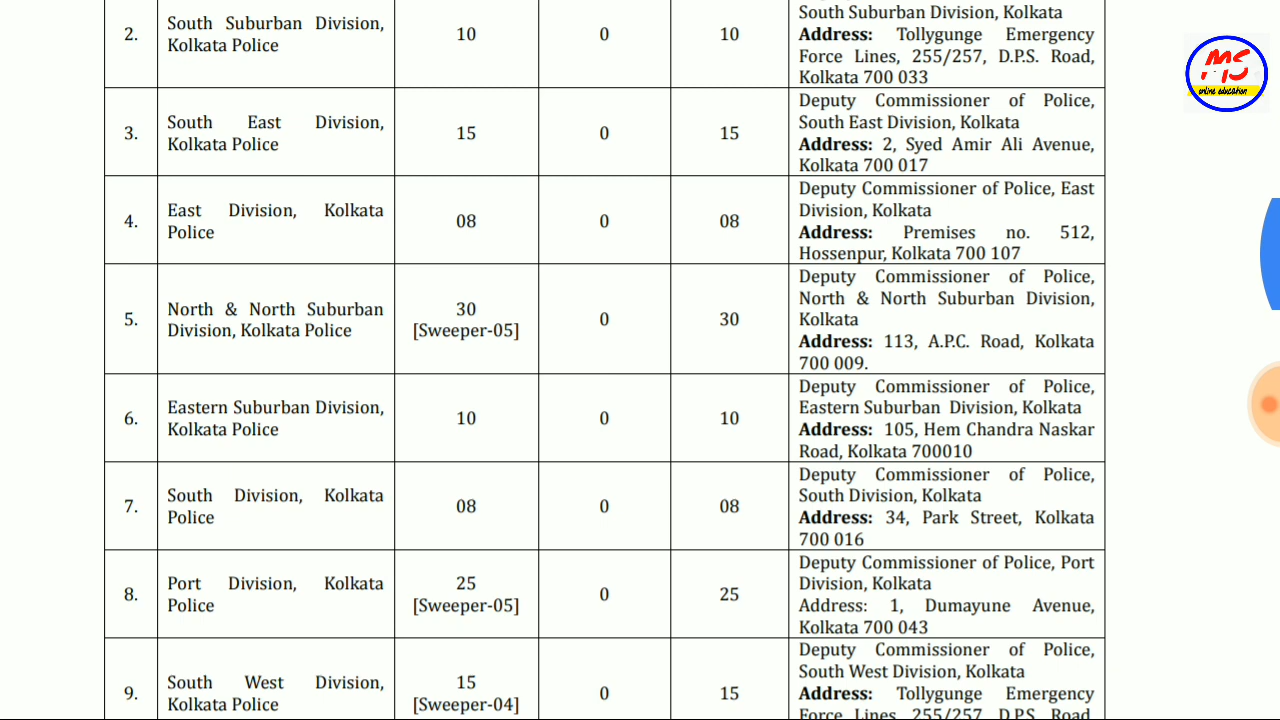 2.
South Suburban Division,
Kolkata Police
10
0
10
South Suburban Division, Kolkata
Address: Tollygunge Emergency
Force Lines, 255/257, D.P.S. Road,
Kolkata 700 033
3.
South East Division,
Kolkata Police
15
0
15
Deputy Commissioner of Police,
South East Division, Kolkata
Address: 2, Syed Amir Ali Avenue,
Kolkata 700 017
4.
East Division, Kolkata
Police
08
0
08
Deputy Commissioner of Police, East
Division, Kolkata
Address: Premises no. 512,
Hossenpur, Kolkata 700 107
5.
North & North Suburban
Division, Kolkata Police
30
[Sweeper-05]
0
30
Deputy Commissioner of Police,
North & North Suburban Division,
Kolkata
Address: 113, A.P.C. Road, Kolkata
700 009.
6.
Eastern Suburban Division,
Kolkata Police
10
0
10
Deputy Commissioner of Police,
Eastern Suburban Division, Kolkata
Address: 105, Hem Chandra Naskar
Road, Kolkata 700010
7.
South Division, Kolkata
Police
08
0
08
Deputy Commissioner of Police,
South Division, Kolkata
Address: 34, Park Street, Kolkata
700 016
8.
Port Division, Kolkata
Police
25
[Sweeper-05]
0
25
Deputy Commissioner of Police, Port
Division, Kolkata
Address: 1, Dumayune Avenue,
Kolkata 700 043
9.
South West Division,
Kolkata Police
15
[Sweeper-04]
0
15
Deputy Commissioner of Police,
South West Division, Kolkata
Address: Tollygunge Emergency
Force Lines, 255/257, D.P.S. Road,
MS
online education